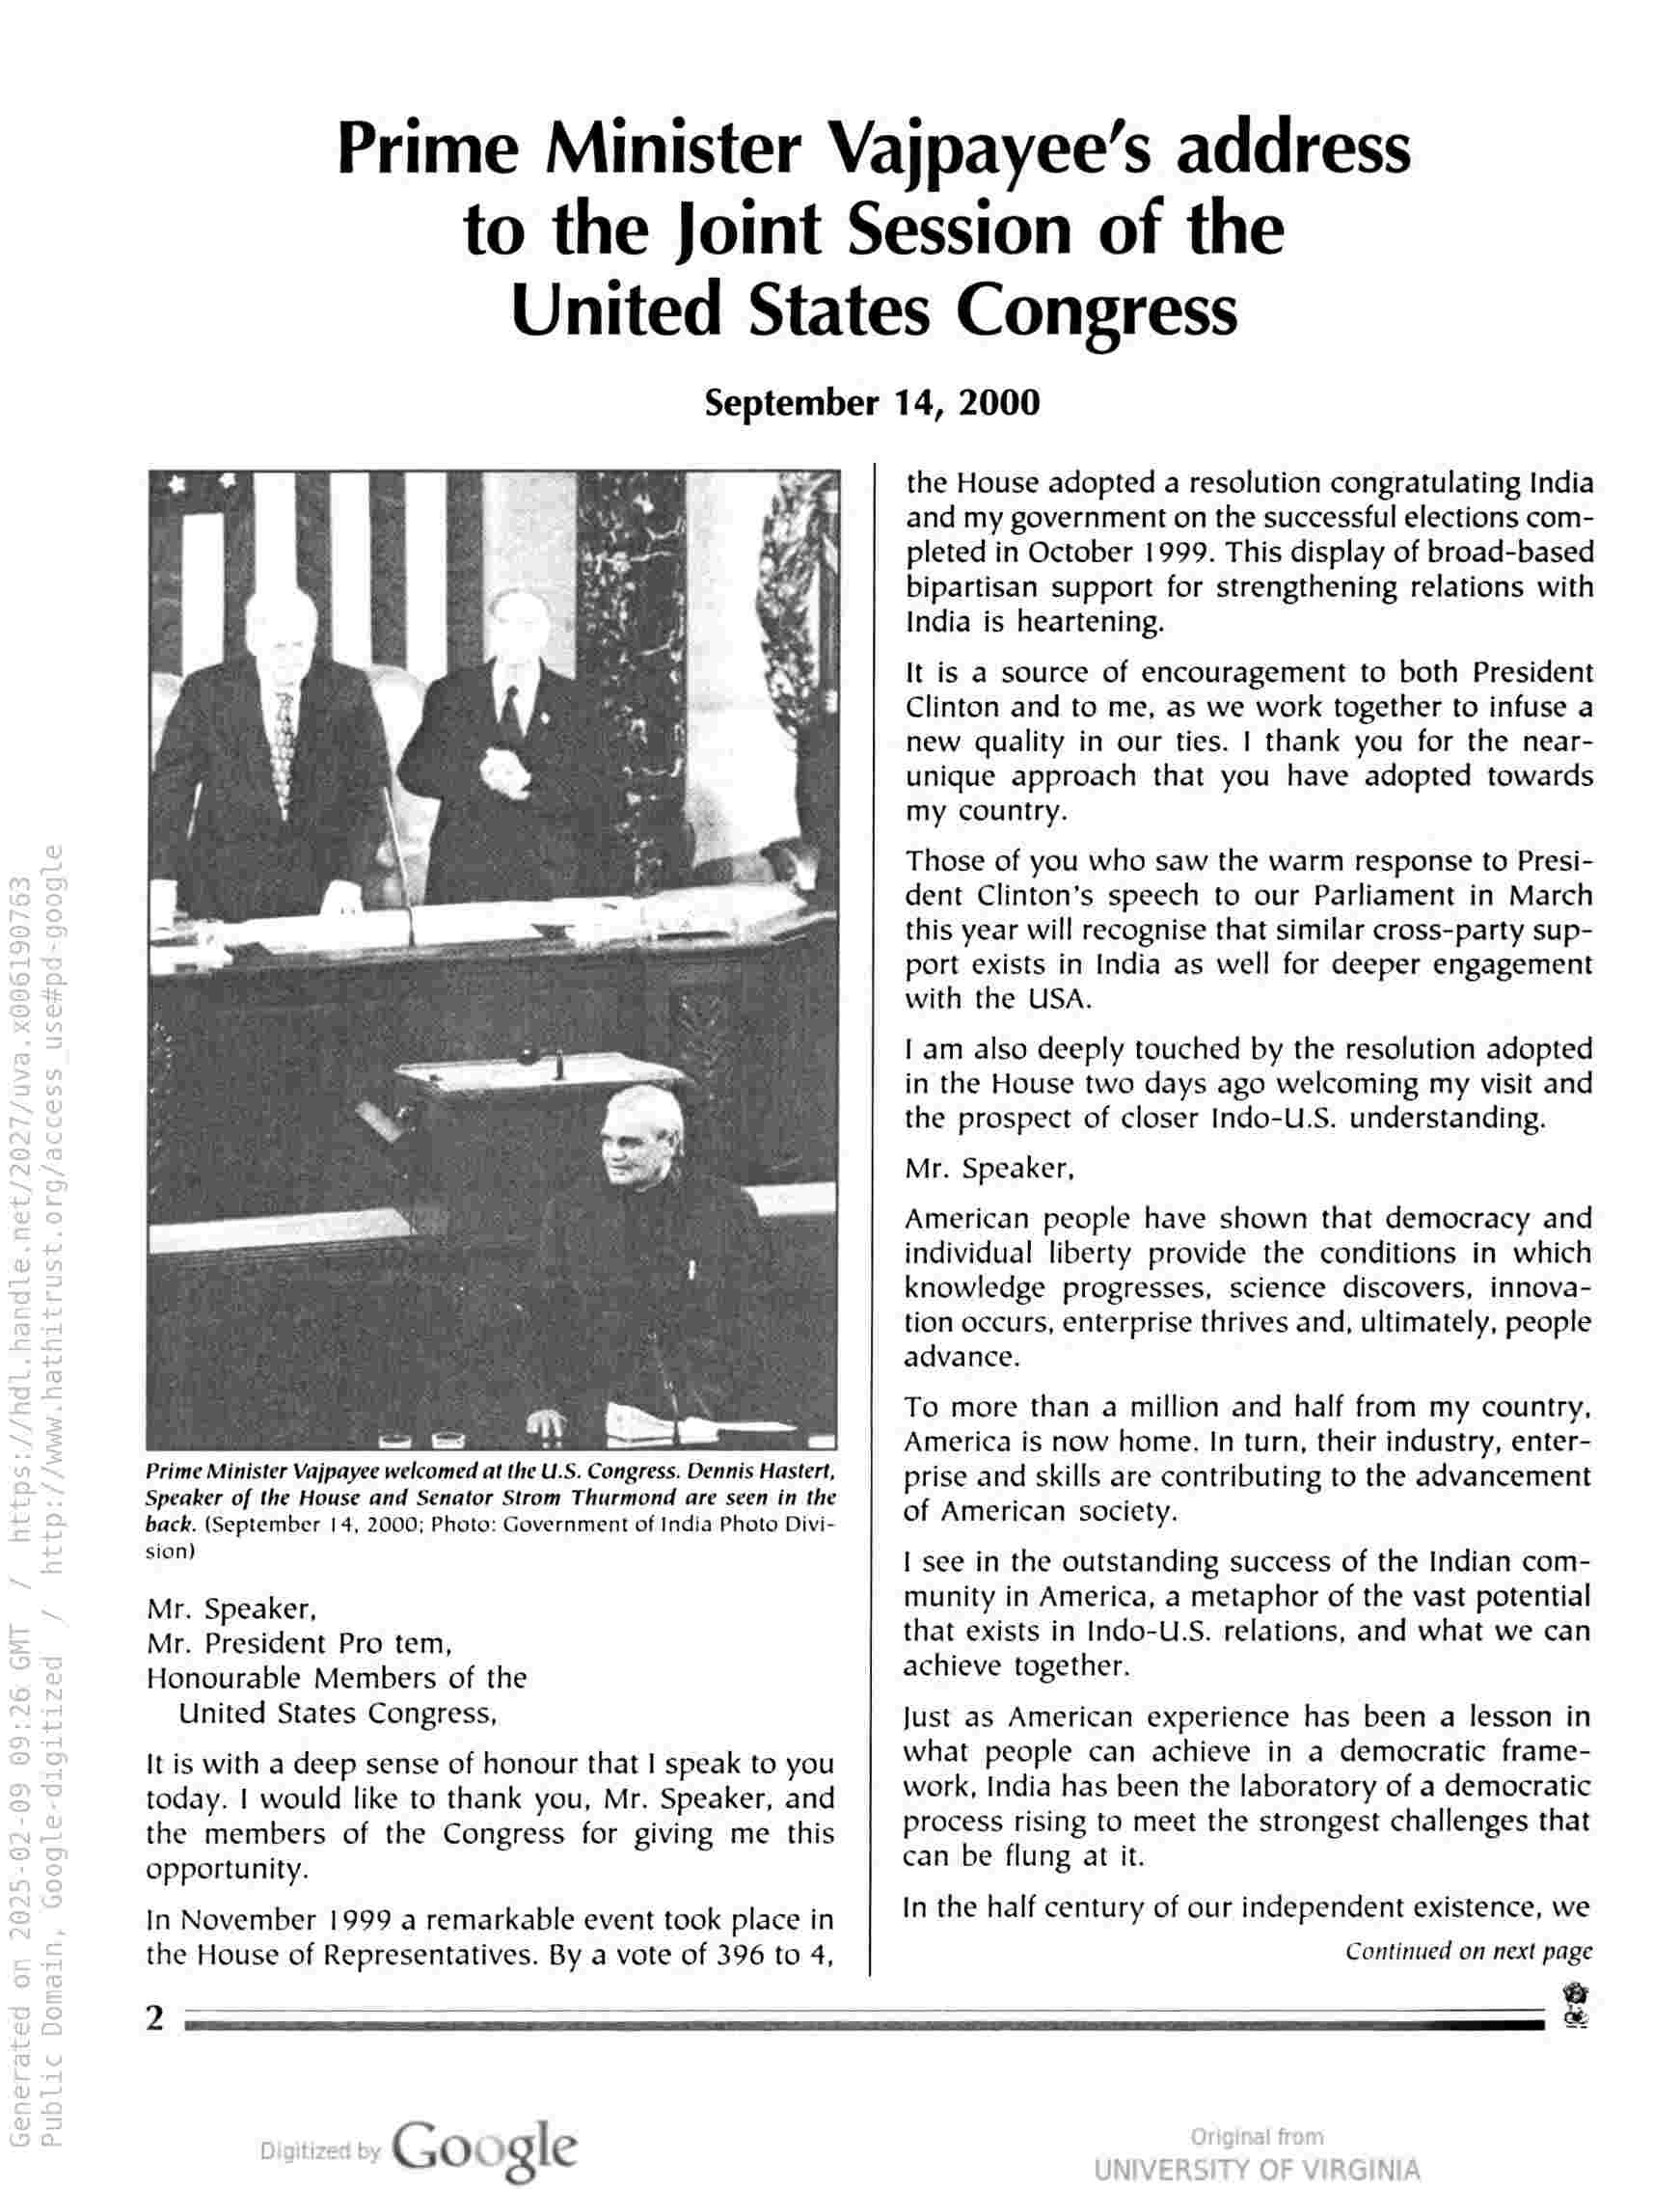 Prime Minister Vajpayee's address
to the Joint Session of the
United States Congress
September 14, 2000
Prime Minister Vajpayee welcomed at the U.S. Congress. Dennis Hastert,
Speaker of the House and Senator Strom Thurmond are seen in the
back. (September 14, 2000; Photo: Government of India Photo Divi-
sion)
Mr. Speaker,
Mr. President Pro tem,
Honourable Members of the
United States Congress,
It is with a deep sense of honour that I speak to you
today. I would like to thank you, Mr. Speaker, and
the members of the Congress for giving me this
opportunity.
In November 1999 a remarkable event took place in
the House of Representatives. By a vote of 396 to 4,
the House adopted a resolution congratulating India
and my government on the successful elections com-
pleted in October 1999. This display of broad-based
bipartisan support for strengthening relations with
India is heartening.
It is a source of encouragement to both President
Clinton and to me, as we work together to infuse a
new quality in our ties. I thank you for the near-
unique approach that you have adopted towards
my country.
Those of you who saw the warm response to Presi-
dent Clinton's speech to our Parliament in March
this year will recognise that similar cross-party sup-
port exists in India as well for deeper engagement
with the USA.
I am also deeply touched by the resolution adopted
in the House two days ago welcoming my visit and
the prospect of closer Indo-U.S. understanding.
Mr. Speaker,
American people have shown that democracy and
individual liberty provide the conditions in which
knowledge progresses, science discovers, innova-
tion occurs, enterprise thrives and, ultimately, people
advance.
To more than a million and half from my country,
America is now home. In turn, their industry, enter-
prise and skills are contributing to the advancement
of American society.
I see in the outstanding success of the Indian com-
munity in America, a metaphor of the vast potential
that exists in Indo-U.S. relations, and what we can
achieve together.
Just as American experience has been a lesson in
what people can achieve in a democratic frame-
work, India has been the laboratory of a democratic
process rising to meet the strongest challenges that
can be flung at it.
In the half century of our independent existence, we
Continued on next page
2
Generated on 2025-02-09 09:26 GMT / https://hdl.handle.net/2027/uva.x006190763
Public Domain, Google-digitized / http://www.hathitrust.org/access_use#pd-google
Digitized by Google
Original from
UNIVERSITY OF VIRGINIA